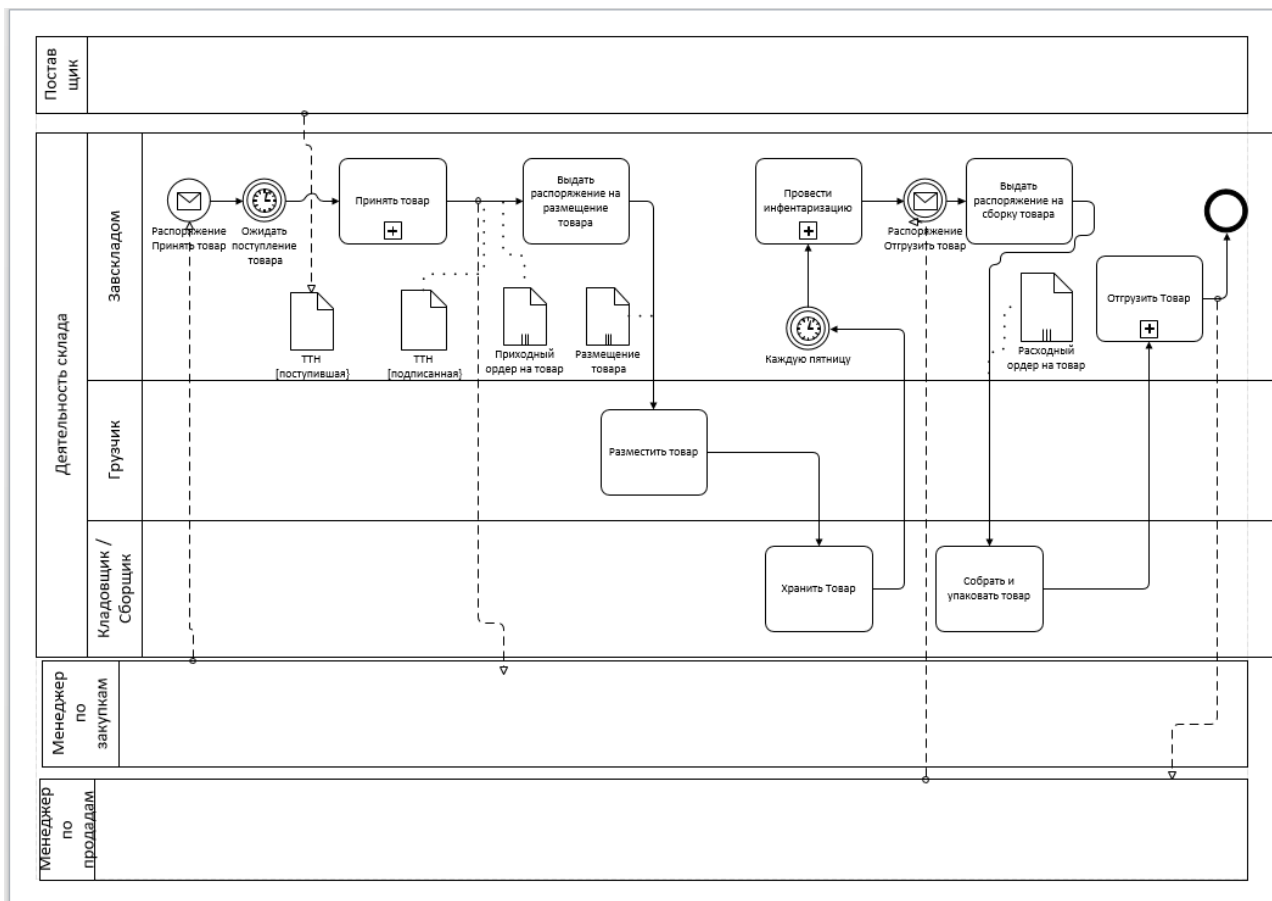 Постав
щик
Деятельность склада
Завскладом
Распоряжение
Принять товар
Ожидать
поступление
товара
Принять товар
Выдать
распоряжение на
размещение
товара
Провести
инфентаризацию
Распоряжение
Отгрузить товар
Выдать
распоряжение на
сборку товара
ТТН
[поступившая}
ТТН
[подписанная}
Приходный
ордер на товар
Размещение
товара
Каждую пятницу
Расходный
ордер на товар
Отгрузить Товар
Грузчик
Разместить товар
Кладовщик /
Сборщик
Хранить Товар
Собрать и
упаковать товар
Менеджер
по
закупкам
Менеджер
по
продадам